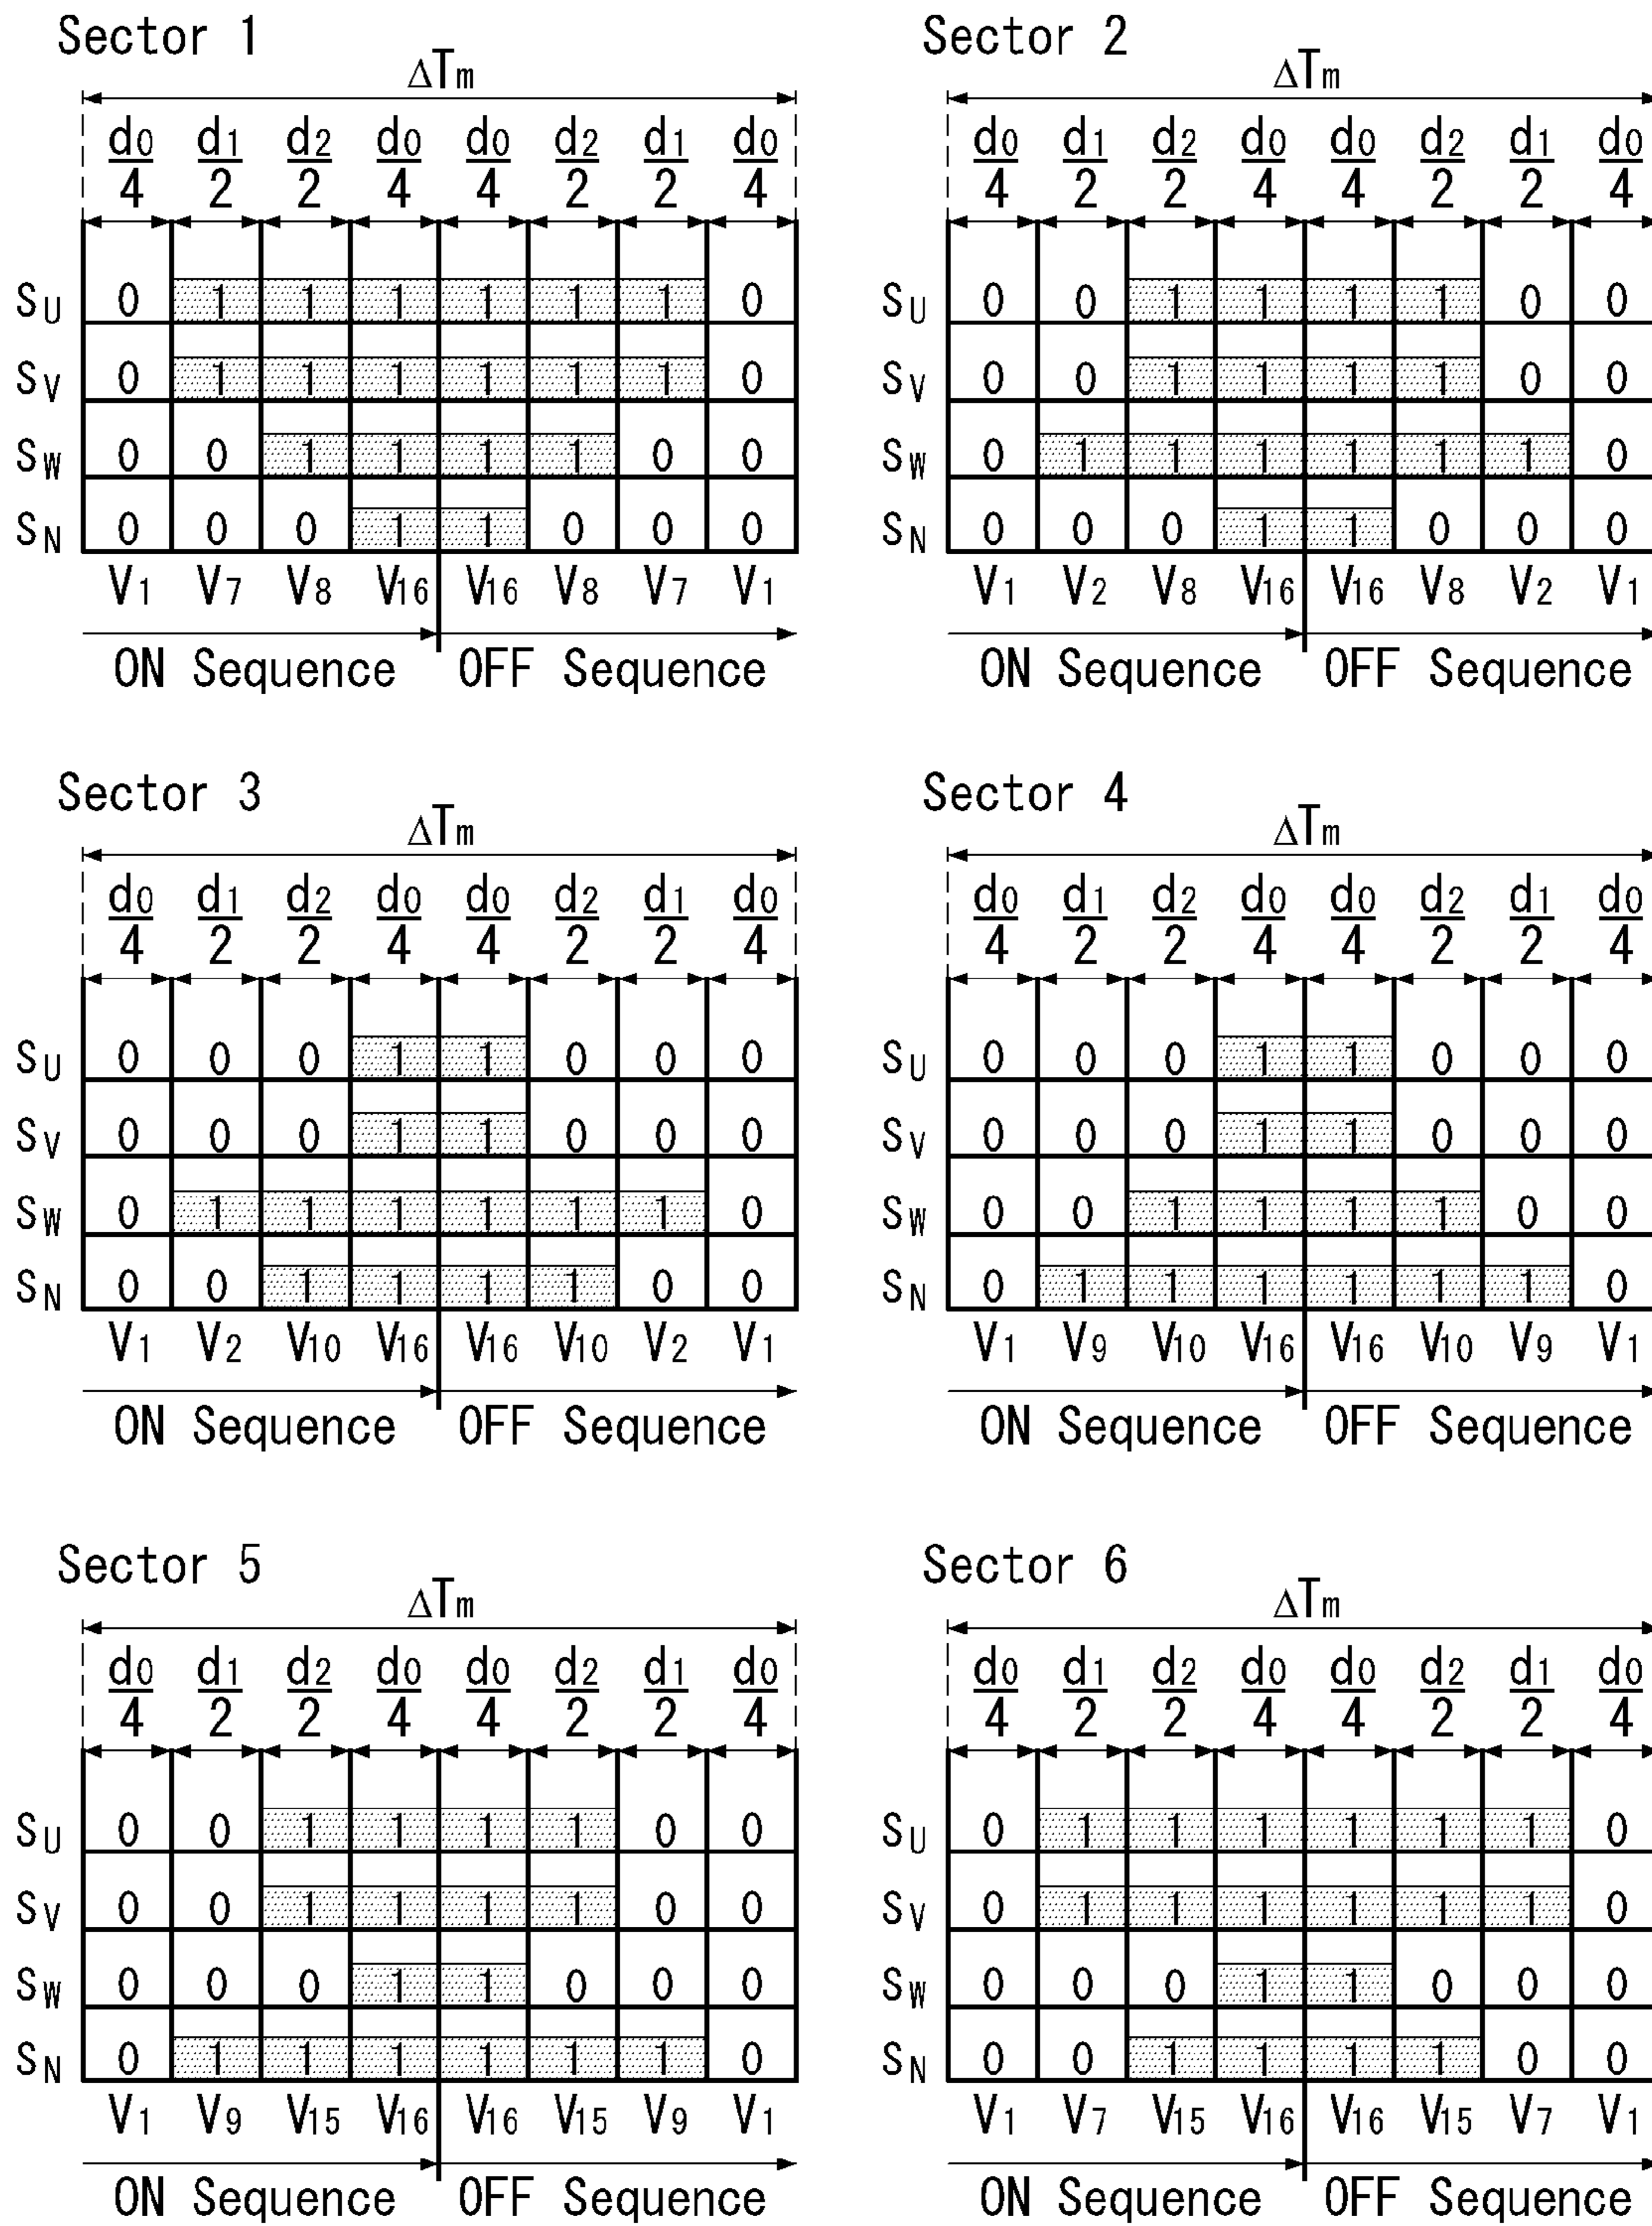 Sector 1
ΔTm
d0/4 d1/2 d2/2 d0/4 d0/4 d2/2 d1/2 d0/4
SU 0 1 1 1 1 1 1 0
SV 0 1 1 1 1 1 1 0
SW 0 0 1 1 1 1 0 0
SN 0 0 0 1 1 0 0 0
V1 V7 V8 V16 V16 V8 V7 V1
ON Sequence OFF Sequence
Sector 2
ΔTm
d0/4 d1/2 d2/2 d0/4 d0/4 d2/2 d1/2 d0/4
SU 0 0 1 1 1 1 0 0
SV 0 0 1 1 1 1 0 0
SW 0 1 1 1 1 1 1 0
SN 0 0 0 1 1 0 0 0
V1 V2 V8 V16 V16 V8 V2 V1
ON Sequence OFF Sequence
Sector 3
ΔTm
d0/4 d1/2 d2/2 d0/4 d0/4 d2/2 d1/2 d0/4
SU 0 0 0 1 1 0 0 0
SV 0 0 0 1 1 0 0 0
SW 0 1 1 1 1 1 1 0
SN 0 0 1 1 1 1 0 0
V1 V2 V10 V16 V16 V10 V2 V1
ON Sequence OFF Sequence
Sector 4
ΔTm
d0/4 d1/2 d2/2 d0/4 d0/4 d2/2 d1/2 d0/4
SU 0 0 0 1 1 0 0 0
SV 0 0 0 1 1 0 0 0
SW 0 0 1 1 1 1 0 0
SN 0 1 1 1 1 1 1 0
V1 V9 V10 V16 V16 V10 V9 V1
ON Sequence OFF Sequence
Sector 5
ΔTm
d0/4 d1/2 d2/2 d0/4 d0/4 d2/2 d1/2 d0/4
SU 0 0 1 1 1 1 0 0
SV 0 0 1 1 1 1 0 0
SW 0 0 0 1 1 0 0 0
SN 0 1 1 1 1 1 1 0
V1 V9 V15 V16 V16 V15 V9 V1
ON Sequence OFF Sequence
Sector 6
ΔTm
d0/4 d1/2 d2/2 d0/4 d0/4 d2/2 d1/2 d0/4
SU 0 1 1 1 1 1 1 0
SV 0 1 1 1 1 1 1 0
SW 0 0 0 1 1 0 0 0
SN 0 0 1 1 1 1 0 0
V1 V7 V15 V16 V16 V15 V7 V1
ON Sequence OFF Sequence